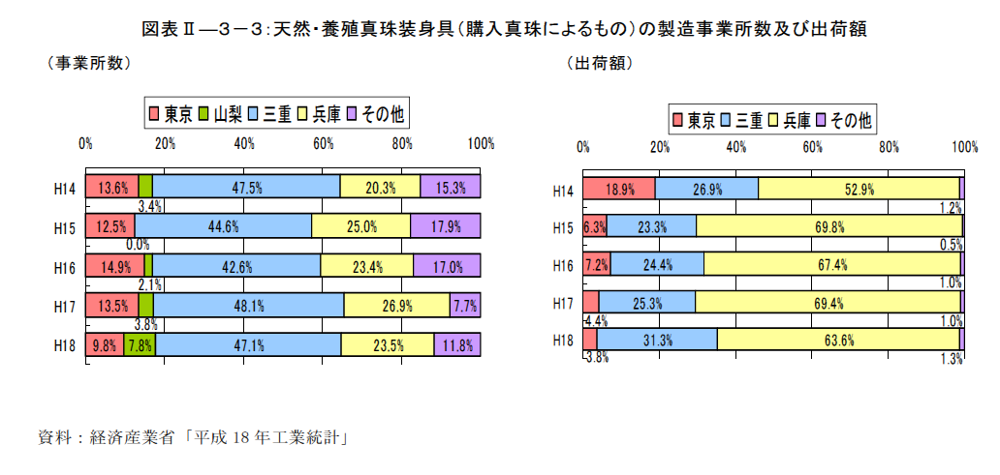 図表Ⅱ―3－3：天然・養殖真珠装身具（購入真珠によるもの）の製造事業所数及び出荷額
（事業所数）
東京 山梨 三重 兵庫 その他
0% 20% 40% 60% 80% 100%
H14 13.6% 47.5% 20.3% 15.3%
3.4%
H15 12.5% 44.6% 25.0% 17.9%
0.0%
H16 14.9% 42.6% 23.4% 17.0%
2.1%
H17 13.5% 48.1% 26.9% 7.7%
3.8%
H18 9.8% 7.8% 47.1% 23.5% 11.8%
（出荷額）
東京 三重 兵庫 その他
0% 20% 40% 60% 80% 100%
H14 18.9% 26.9% 52.9%
1.2%
H15 6.3% 23.3% 69.8%
0.5%
H16 7.2% 24.4% 67.4%
1.0%
H17 25.3% 69.4%
4.4% 1.0%
H18 31.3% 63.6%
3.8% 1.3%
資料：経済産業省「平成 18 年工業統計」